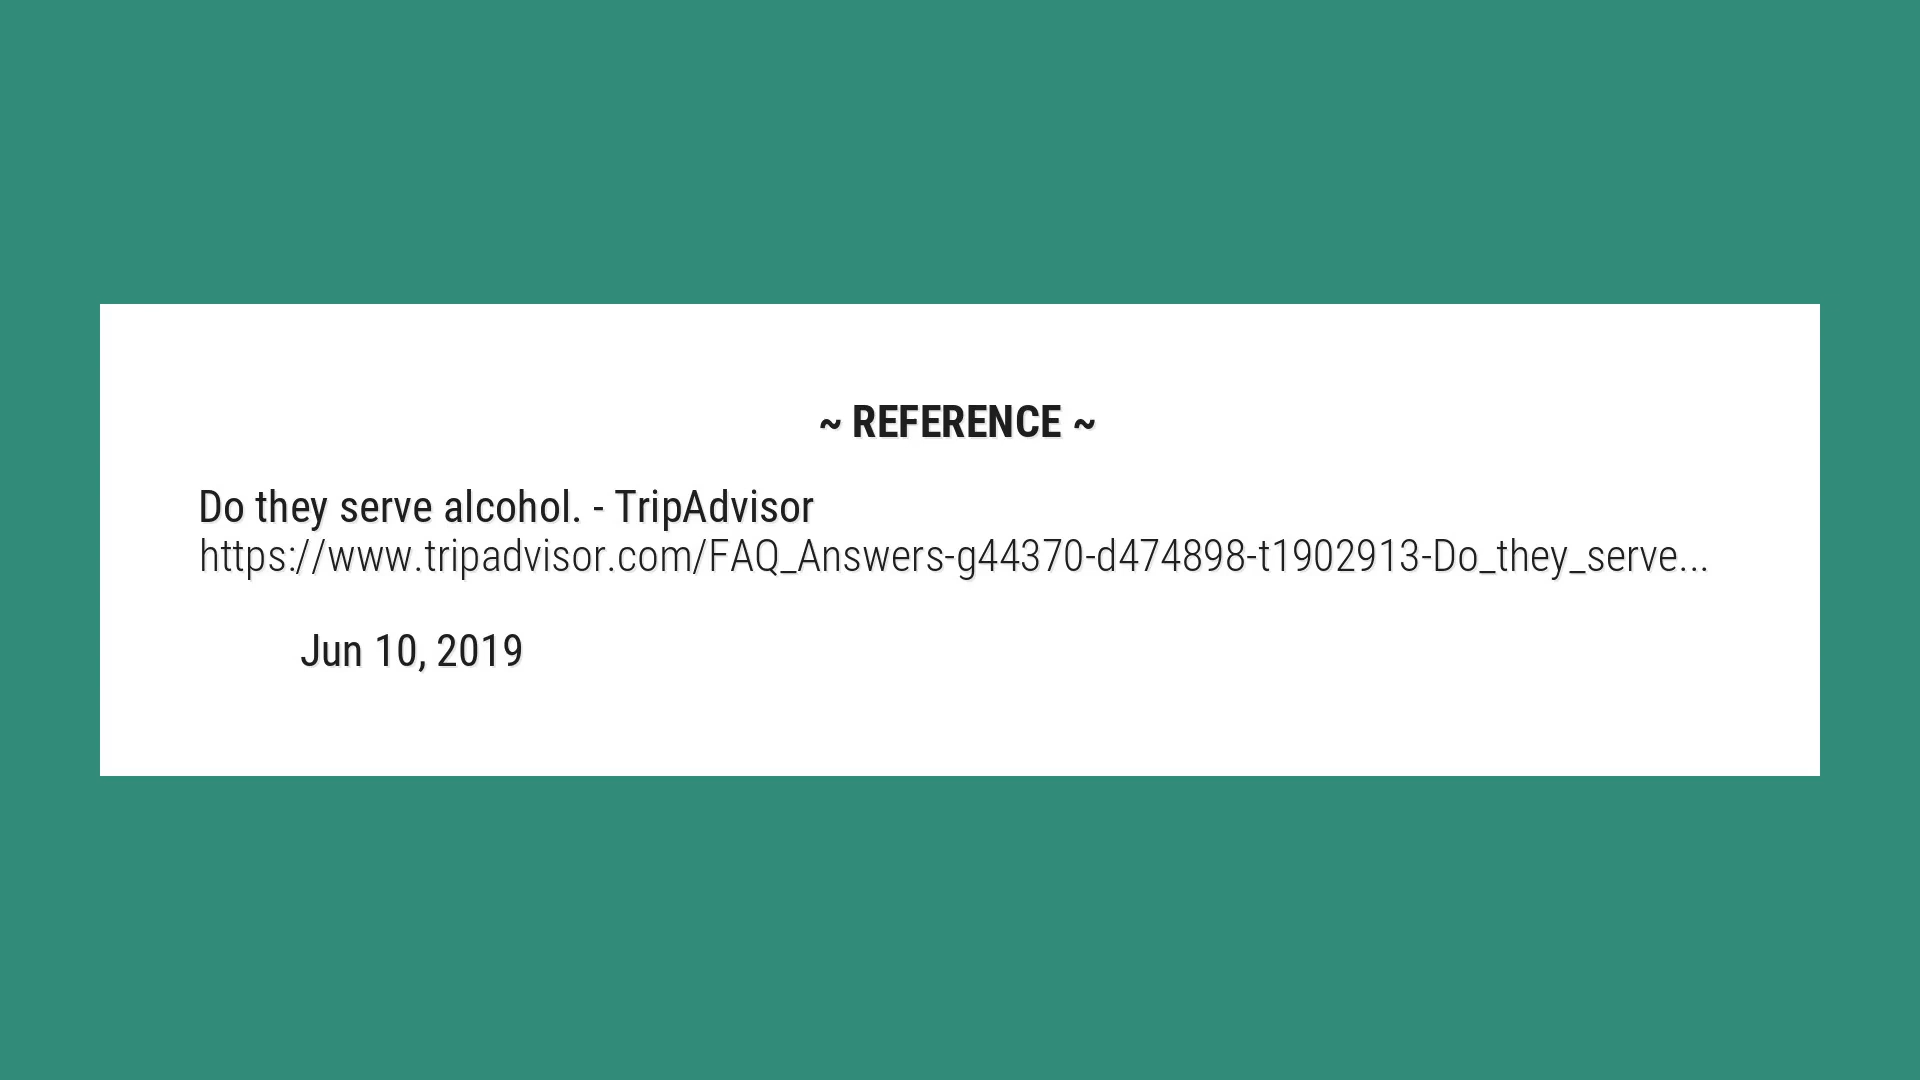 ~ REFERENCE ~
Do they serve alcohol. - TripAdvisor
https://www.tripadvisor.com/FAQ_Answers-g44370-d474898-t1902913-Do_they_serve...
Jun 10, 2019